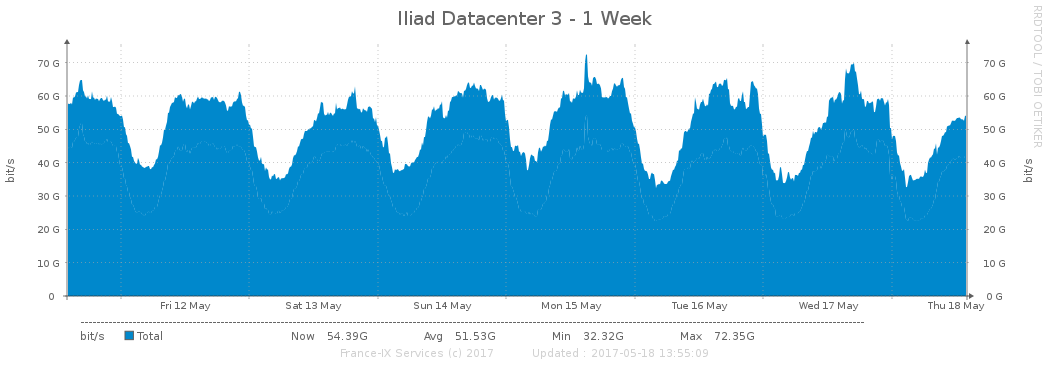 Iliad Datacenter 3 - 1 Week
RRDTOOL / TOBI OETIKER
bit/s
70 G
60 G
50 G
40 G
30 G
20 G
10 G
0
70 G
60 G
50 G
40 G
30 G
20 G
10 G
0 G
bit/s
Fri 12 May Sat 13 May Sun 14 May Mon 15 May Tue 16 May Wed 17 May Thu 18 May
bit/s Total Now 54.39G Avg 51.53G Min 32.32G Max 72.35G
France-IX Services (c) 2017 Updated : 2017-05-18 13:55:09